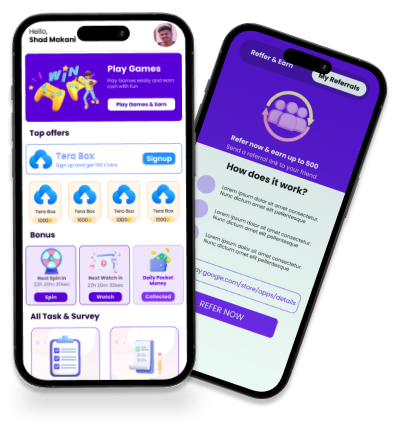 Hello,
Shad Makani
WiN
Play Games
Play Games easily and earn
cash with fun
Play Games & Earn
Top offers
Tera Box
Sign up and get 100 Coins
Signup
Tera Box
1000
Tera Box
1000
Tera Box
1000
Tera Box
1000
Bonus
Next Spin in
22h 20m 30sec
Spin
Next Watch in
22h 20m 30sec
Watch
Daily Pocket
Money
Collected
All Task & Survey
Reffer & Earn
My Referrals
Refer now & earn up to 500
Send a referral link to your friend
How does it work?
Lorem ipsum dolor sit amet consectetur.
Nunc dictum amet elit pellentesque
Lorem ipsum dolor sit amet consectetur.
Nunc dictum amet elit pellentesque
Lorem ipsum dolor sit amet consectetur.
Nunc dictum amet elit pellentesque
google.com/store/apps/details
REFER NOW